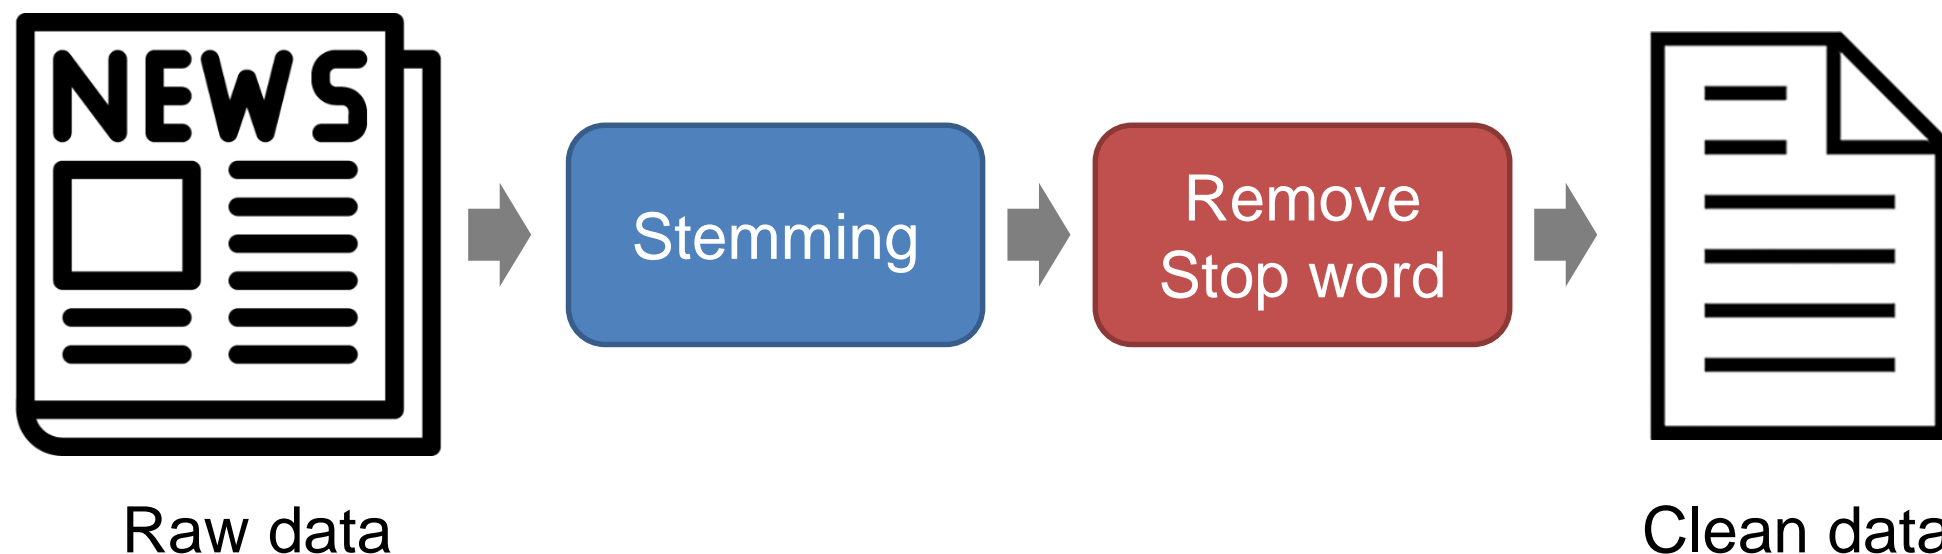 NEWS
Stemming
Remove
Stop word
Raw data
Clean data